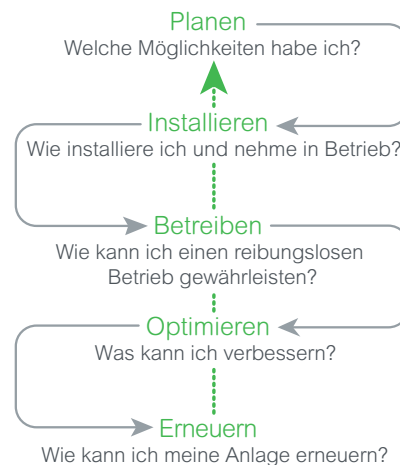 Planen
Welche Möglichkeiten habe ich?
Installieren
Wie installiere ich und nehme in Betrieb?
Betreiben
Wie kann ich einen reibungslosen
Betrieb gewährleisten?
Optimieren
Was kann ich verbessern?
Erneuern
Wie kann ich meine Anlage erneuern?